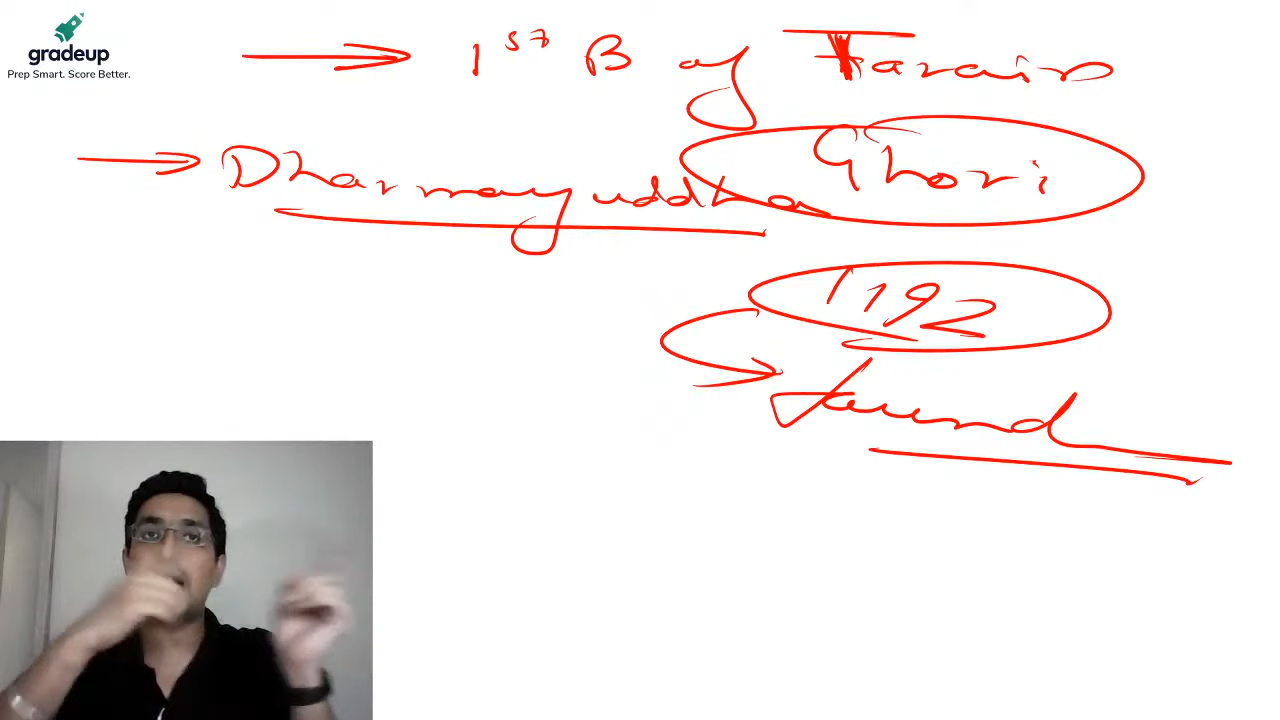 gradeup
Prep Smart. Score Better.
1st B of Tarain
Dharmayuddha
Ghori
1192